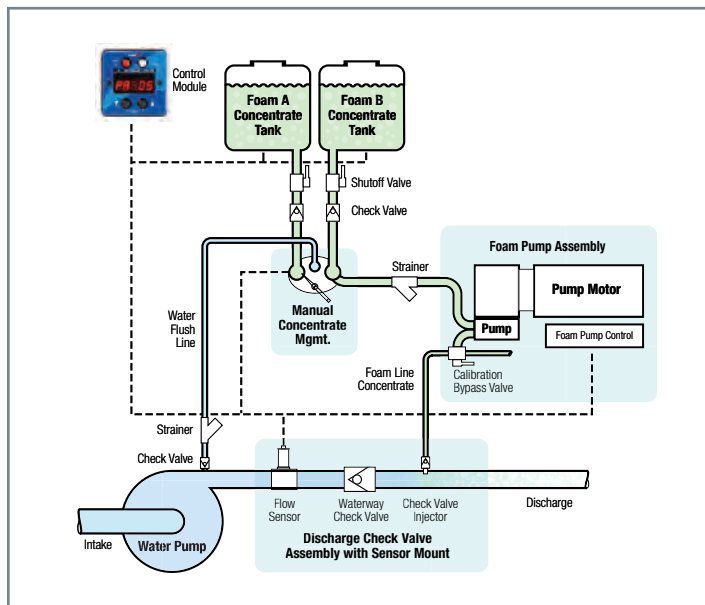 Control
Module
PA 05
Foam A
Concentrate
Tank
Foam B
Concentrate
Tank
Shutoff Valve
Check Valve
Foam Pump Assembly
Strainer
Pump Motor
Pump
Foam Pump Control
Manual
Concentrate
Mgmt.
Water
Flush
Line
Foam Line
Concentrate
Calibration
Bypass Valve
Strainer
Check Valve
Flow
Sensor
Waterway
Check Valve
Check Valve
Injector
Discharge
Intake
Water Pump
Discharge Check Valve
Assembly with Sensor Mount